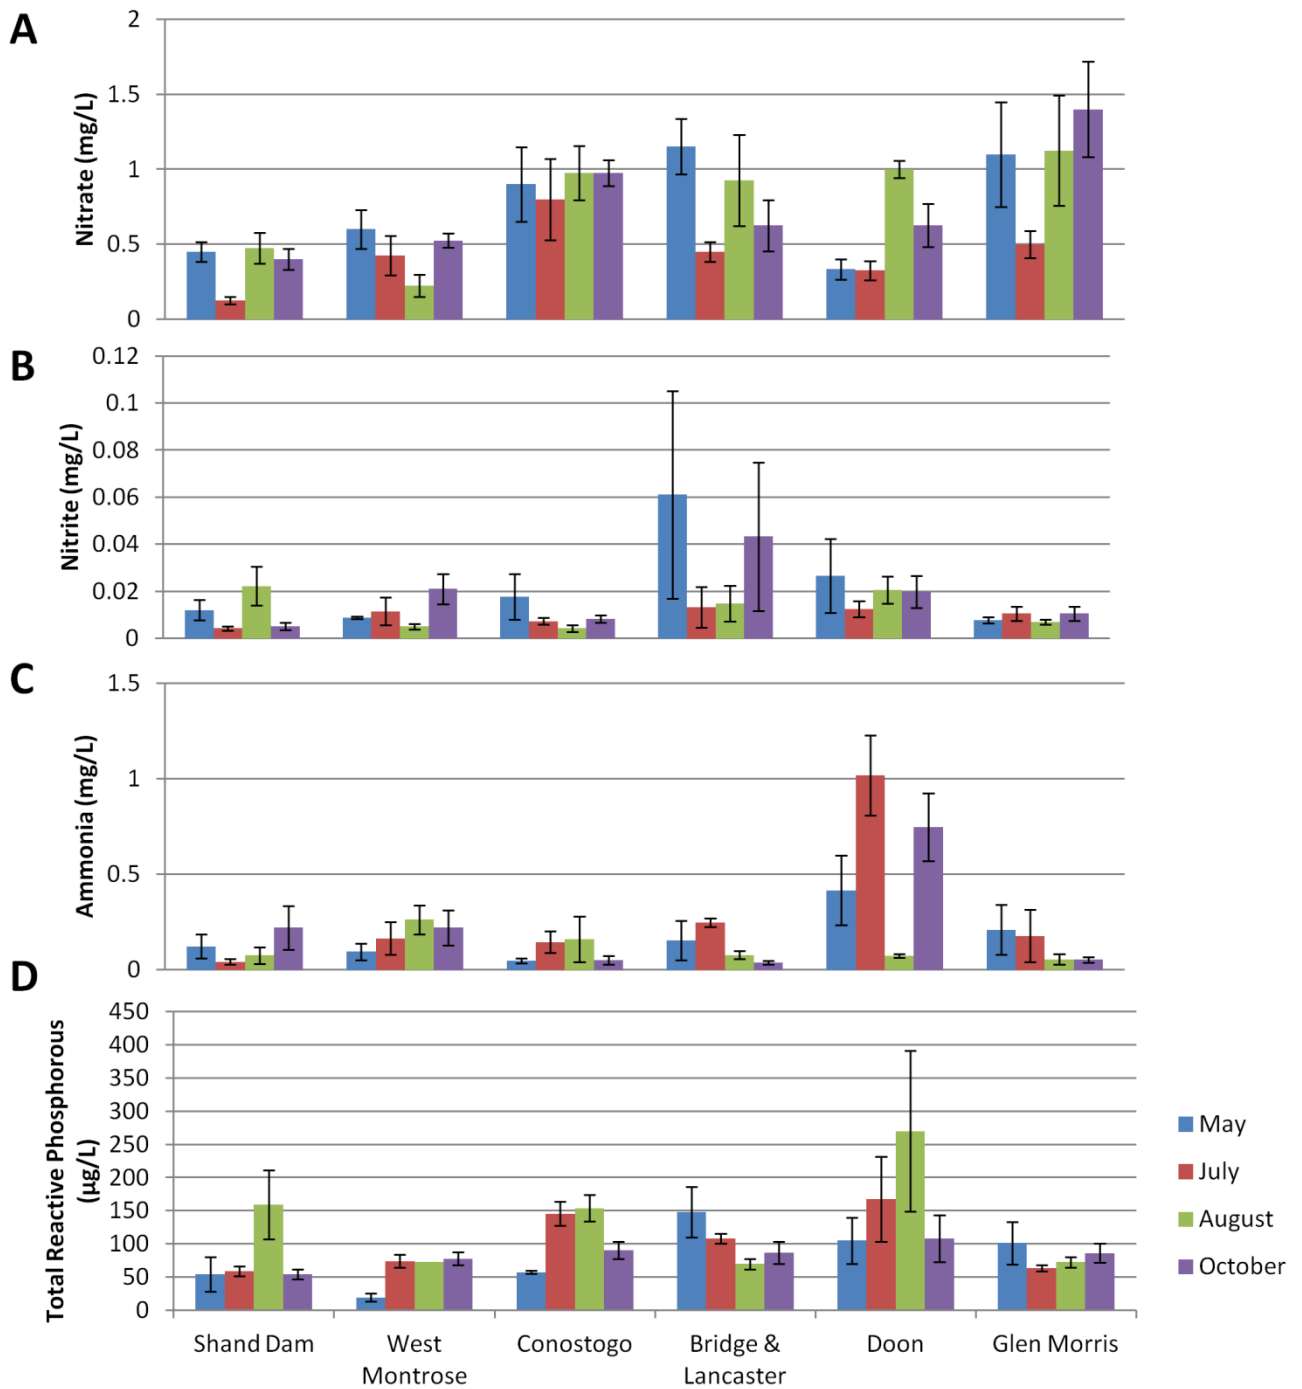 A
Nitrate (mg/L)
2
1.5
1
0.5
0
B
Nitrite (mg/L)
0.12
0.1
0.08
0.06
0.04
0.02
0
C
Ammonia (mg/L)
1.5
1
0.5
0
D
Total Reactive Phosphorous
(µg/L)
450
400
350
300
250
200
150
100
50
0
Shand Dam
West
Montrose
Conostogo
Bridge &
Lancaster
Doon
Glen Morris
May
July
August
October